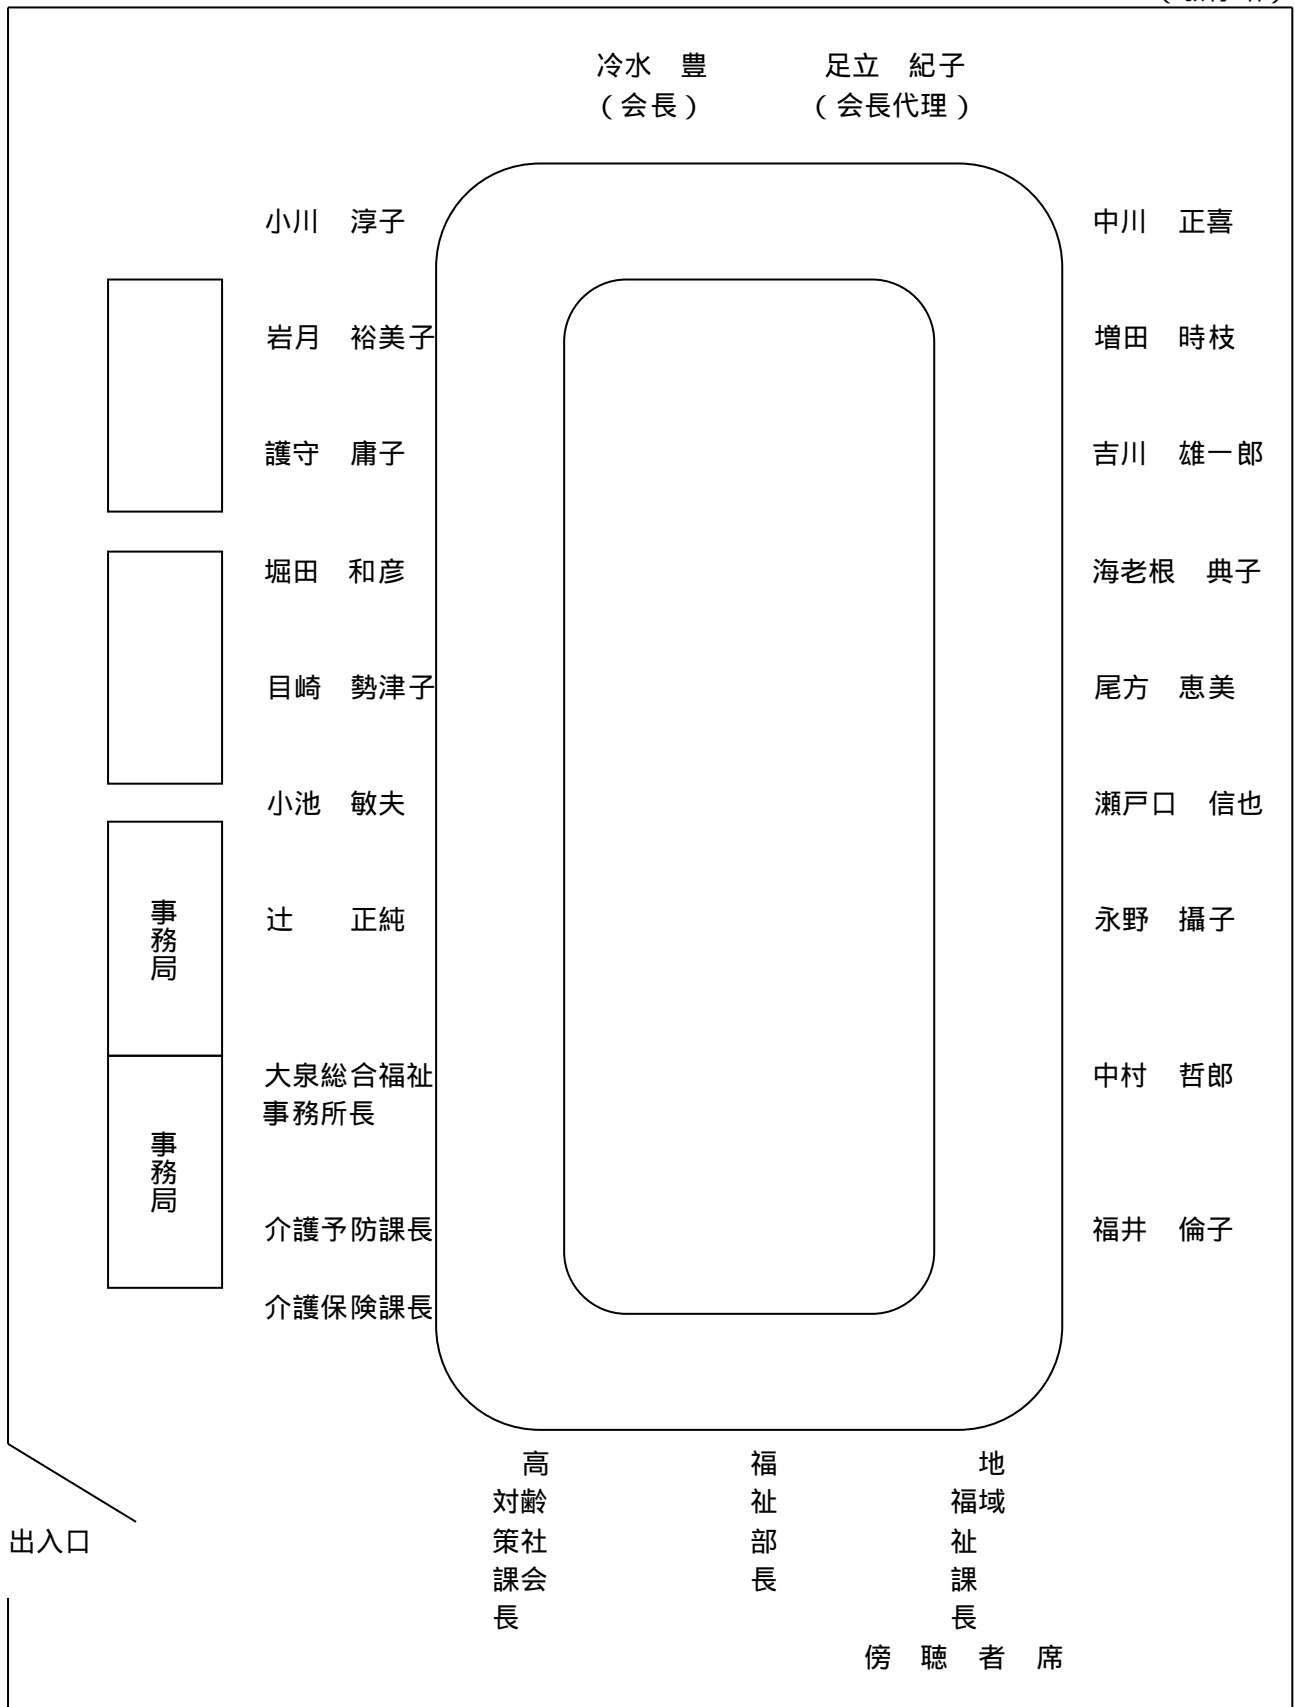 冷水　豊　　　　足立　紀子
（会長）　　　　（会長代理）
小川　淳子　　　　中川　正喜
岩月　裕美子　　　　増田　時枝
護守　庸子　　　　吉川　雄一郎
堀田　和彦　　　　海老根　典子
目崎　勢津子　　　　尾方　恵美
小池　敏夫　　　　瀬戸口　信也
事務局
辻　　正純　　　　永野　攝子
大泉総合福祉　　　　中村　哲郎
事務所長
事務局
介護予防課長　　　　福井　倫子
介護保険課長
高齢社会
対策課長
福祉部長
地域
福祉課長
出入口
傍　聴　者　席